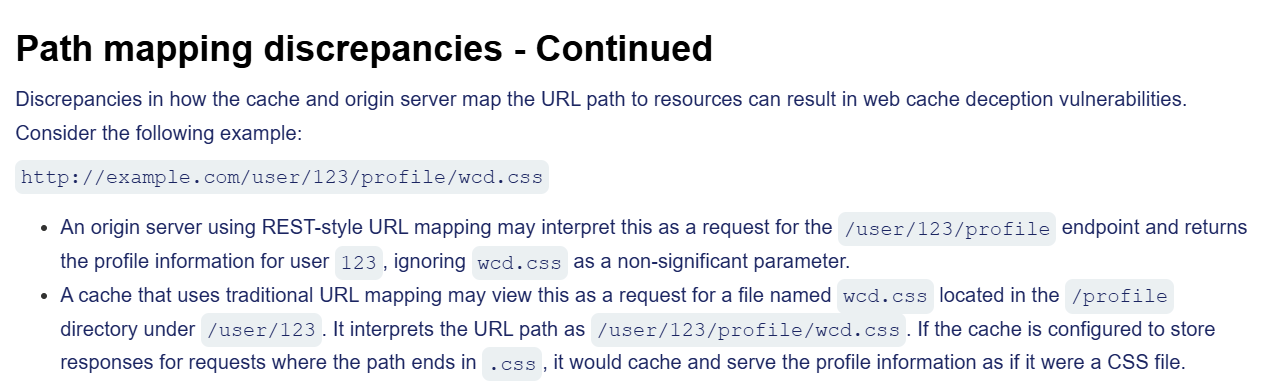 Path mapping discrepancies - Continued
Discrepancies in how the cache and origin server map the URL path to resources can result in web cache deception vulnerabilities.
Consider the following example:
http://example.com/user/123/profile/wcd.css
• An origin server using REST-style URL mapping may interpret this as a request for the /user/123/profile endpoint and returns
the profile information for user 123, ignoring wcd.css as a non-significant parameter.
• A cache that uses traditional URL mapping may view this as a request for a file named wcd.css located in the /profile
directory under /user/123. It interprets the URL path as /user/123/profile/wcd.css. If the cache is configured to store
responses for requests where the path ends in .css, it would cache and serve the profile information as if it were a CSS file.